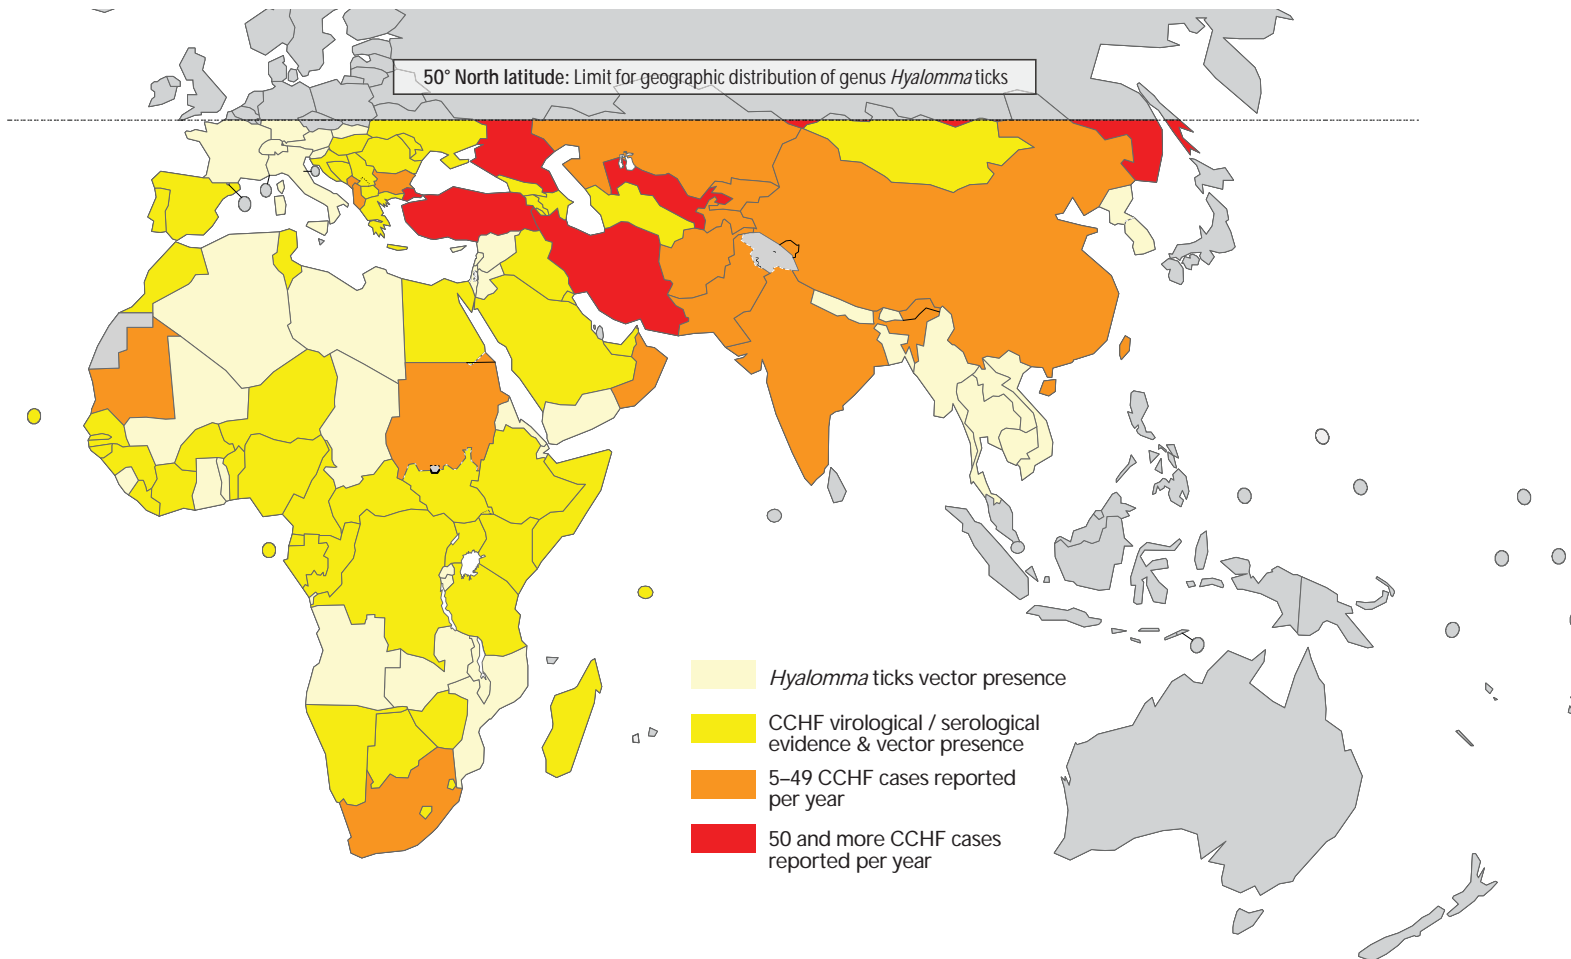 50° North latitude: Limit for geographic distribution of genus Hyalomma ticks
Hyalomma ticks vector presence
CCHF virological / serological
evidence & vector presence
5–49 CCHF cases reported
per year
50 and more CCHF cases
reported per year